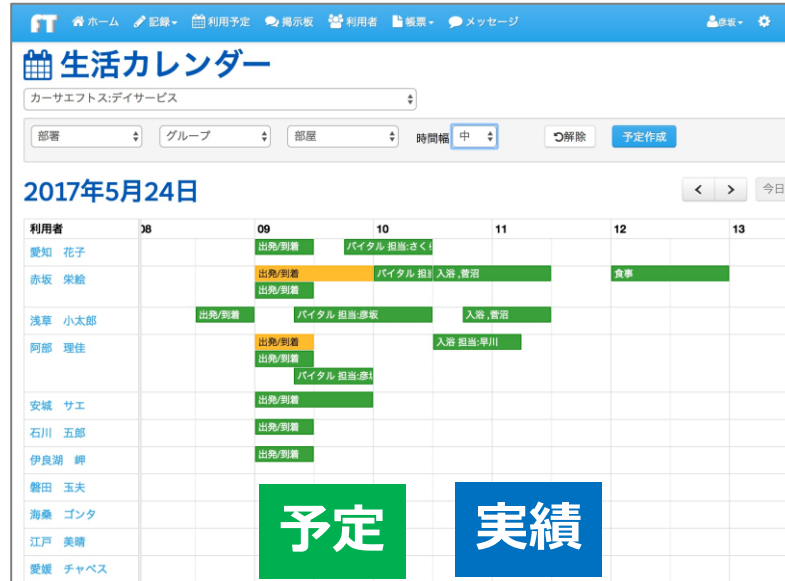 FT ホーム 記録 利用予定 掲示板 利用者 帳票 メッセージ 彦坂
生活カレンダー
カーサエフトス:デイサービス
部署 グループ 部屋 時間幅 中 解除 予定作成
2017年5月24日 < > 今日
利用者 08 09 10 11 12 13
愛知 花子 出発/到着 バイタル 担当:さくら
赤坂 栄絵 出発/到着 バイタル 担 入浴 ,菅沼 食事
出発/到着
浅草 小太郎 出発/到着 バイタル 担当:彦坂 入浴 ,菅沼
阿部 理佳 出発/到着 入浴 担当:早川
出発/到着
バイタル 担当:彦
安城 サエ 出発/到着
石川 五郎 出発/到着
伊良湖 岬 出発/到着
磐田 玉夫
海桑 ゴンタ
江戸 美晴
愛媛 チャベス
予定 実績